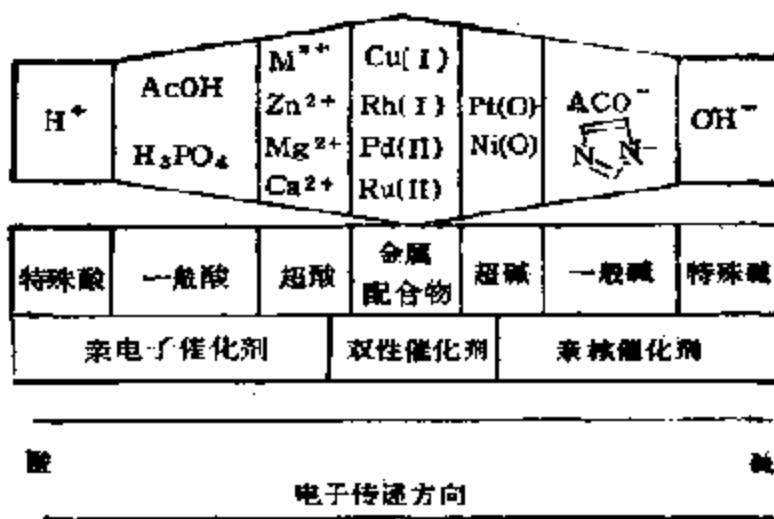 H⁺
AcOH
H₃PO₄
Mⁿ⁺
Zn²⁺
Mg²⁺
Ca²⁺
Cu(I)
Rh(I)
Pd(II)
Ru(II)
Pt(O)
Ni(O)
ACO⁻
N N⁻
OH⁻
特殊酸
一般酸
超酸
金属
配合物
超碱
一般碱
特殊碱
亲电子催化剂
双性催化剂
亲核催化剂
酸
碱
电子传递方向